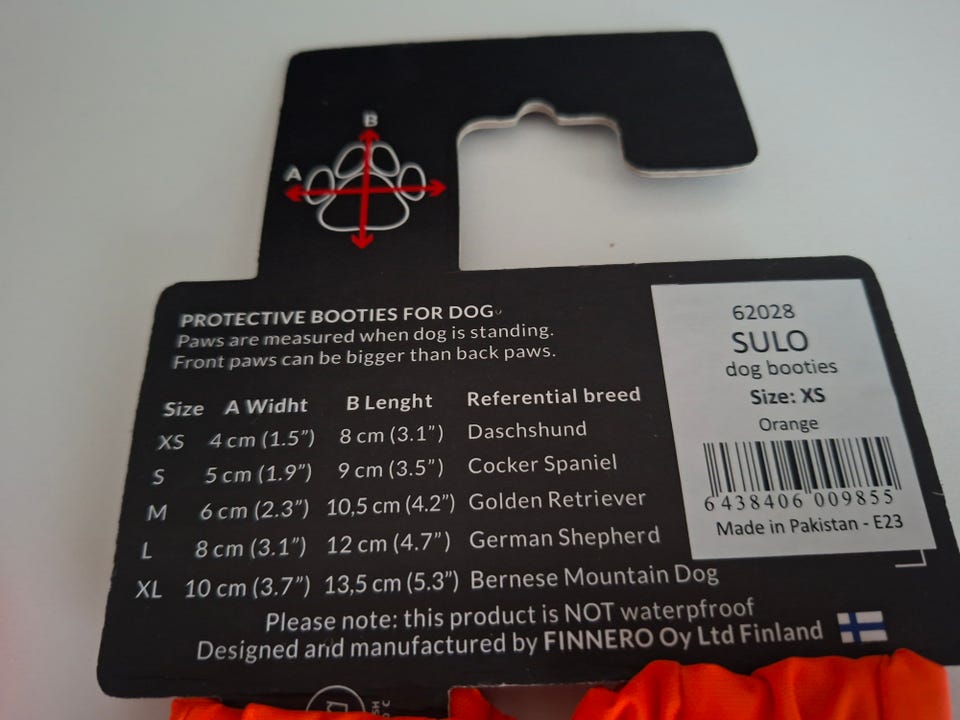 B
A
PROTECTIVE BOOTIES FOR DOG
Paws are measured when dog is standing.
Front paws can be bigger than back paws.
Size A Widht B Lenght Referential breed
XS 4 cm (1.5”) 8 cm (3.1”) Daschshund
S 5 cm (1.9”) 9 cm (3.5”) Cocker Spaniel
M 6 cm (2.3”) 10,5 cm (4.2”) Golden Retriever
L 8 cm (3.1”) 12 cm (4.7”) German Shepherd
XL 10 cm (3.7”) 13,5 cm (5.3”) Bernese Mountain Dog
Please note: this product is NOT waterpfroof
Designed and manufactured by FINNERO Oy Ltd Finland
62028
SULO
dog booties
Size: XS
Orange
6 438406 009855
Made in Pakistan - E23